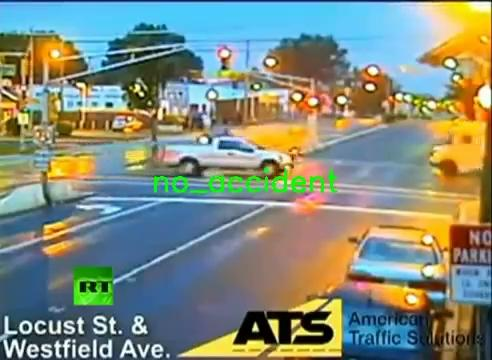 no_accident
NO
PARKING
RT
Locust St. &
Westfield Ave.
ATS
American
Traffic Solutions